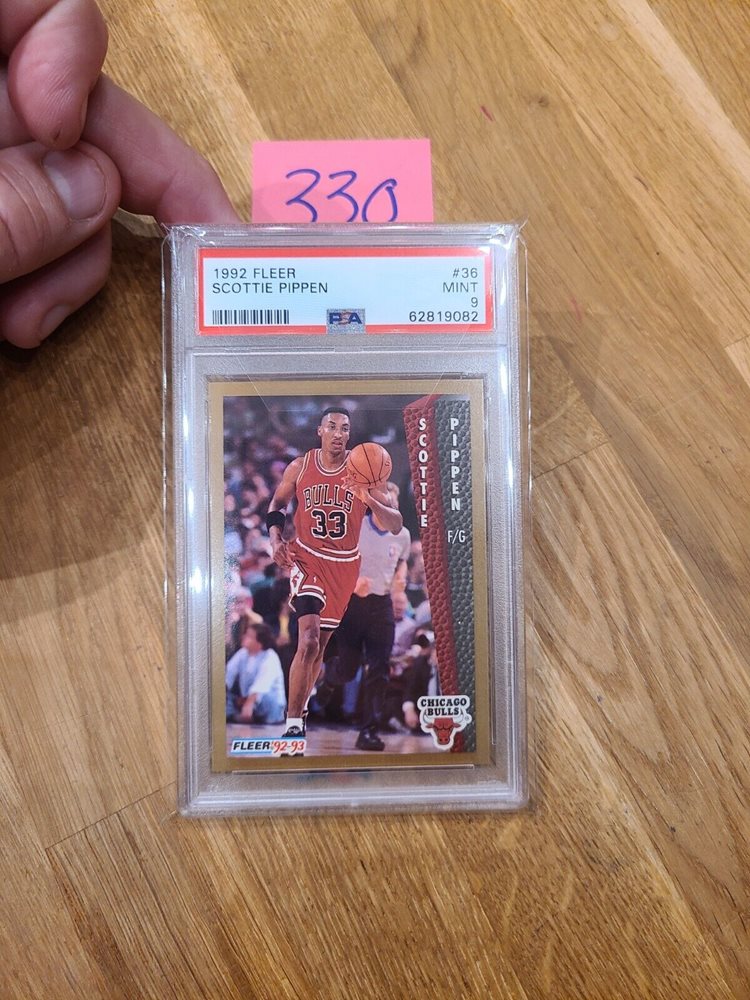 330
1992 FLEER #36
SCOTTIE PIPPEN MINT
9
PSA 62819082
SCOTTIE
PIPPEN
F/G
BULLS
33
CHICAGO
BULLS
FLEER '92-93